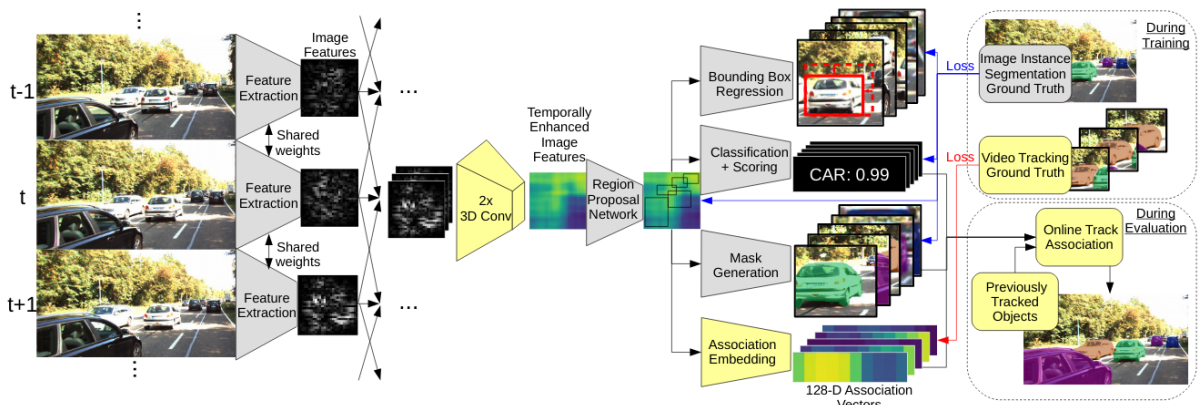 t-1
t
t+1
Feature
Extraction
Image
Features
Shared
weights
Feature
Extraction
Shared
weights
Feature
Extraction
...
...
2x
3D Conv
Temporally
Enhanced
Image
Features
Region
Proposal
Network
Bounding Box
Regression
Classification
+ Scoring
CAR: 0.99
Mask
Generation
Association
Embedding
128-D Association
Vectors
Loss
Loss
During
Training
Image Instance
Segmentation
Ground Truth
Video Tracking
Ground Truth
During
Evaluation
Online Track
Association
Previously
Tracked
Objects